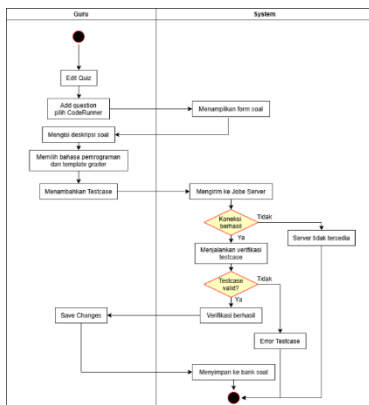 Guru
System
Edit Quiz
Add question
pilih CodeRunner
Menampilkan form soal
Mengisi deskripsi soal
Memilih bahasa pemrograman
dan template grader
Menambahkan Testcase
Mengirim ke Jobe Server
Koneksi
berhasil
Tidak
Ya
Server tidak tersedia
Menjalankan verifikasi
testcase
Testcase
valid?
Tidak
Ya
Save Changes
Verifikasi berhasil
Error Testcase
Menyimpan ke bank soal